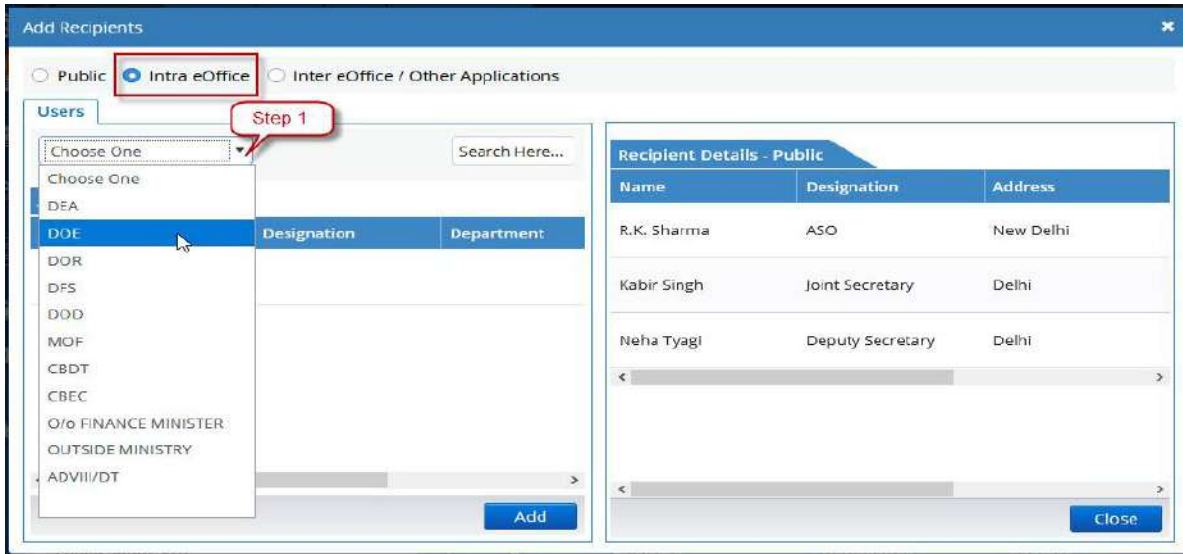 Add Recipients
Public Intra eOffice Inter eOffice / Other Applications
Users
Step 1
Choose One
Search Here...
Choose One
DEA
DOE
DOR
DFS
DOD
MOF
CBDT
CBEC
O/o FINANCE MINISTER
OUTSIDE MINISTRY
ADVIII/DT
Designation Department
Add
Recipient Details - Public
Name Designation Address
R.K. Sharma ASO New Delhi
Kabir Singh Joint Secretary Delhi
Neha Tyagi Deputy Secretary Delhi
Close